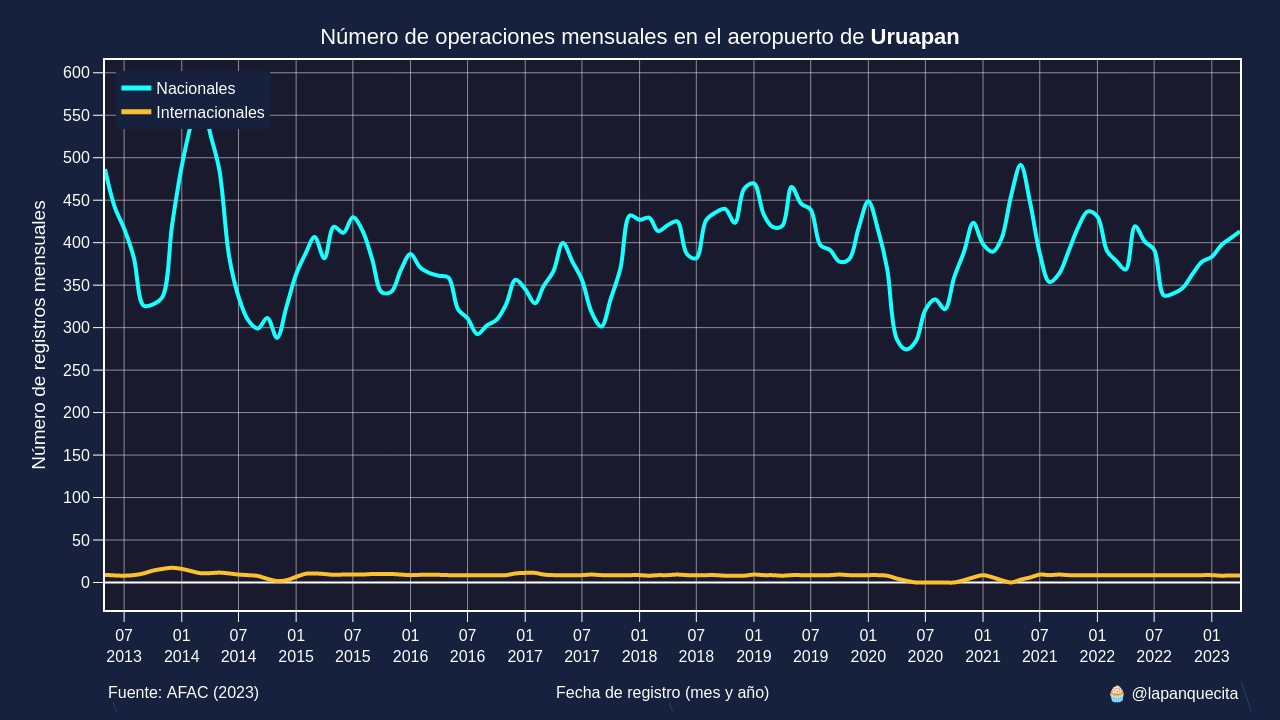 Número de operaciones mensuales en el aeropuerto de Uruapan
Nacionales
Internacionales
Número de registros mensuales
600
550
500
450
400
350
300
250
200
150
100
50
0
07 01 07 01 07 01 07 01 07 01 07 01 07 01 07 01 07 01 07 01
2013 2014 2014 2015 2015 2016 2016 2017 2017 2018 2018 2019 2019 2020 2020 2021 2021 2022 2022 2023
Fuente: AFAC (2023)
Fecha de registro (mes y año)
🧁 @lapanquecita